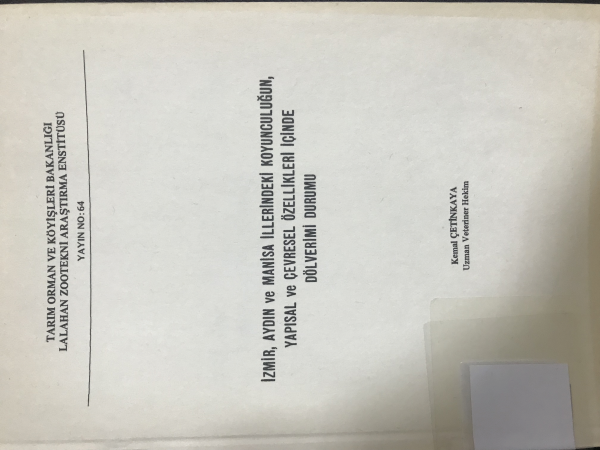 TARIM ORMAN VE KÖYİŞLERİ BAKANLIĞI
LALAHAN ZOOTEKNİ ARAŞTIRMA ENSTİTÜSÜ
YAYIN NO: 64
İZMİR, AYDIN ve MANİSA İLLERİNDEKİ KOYUNCULUĞUN,
YAPISAL ve ÇEVRESEL ÖZELLİKLERİ İÇİNDE
DÖLVERİMİ DURUMU
Kemal ÇETİNKAYA
Uzman Veteriner Hekim